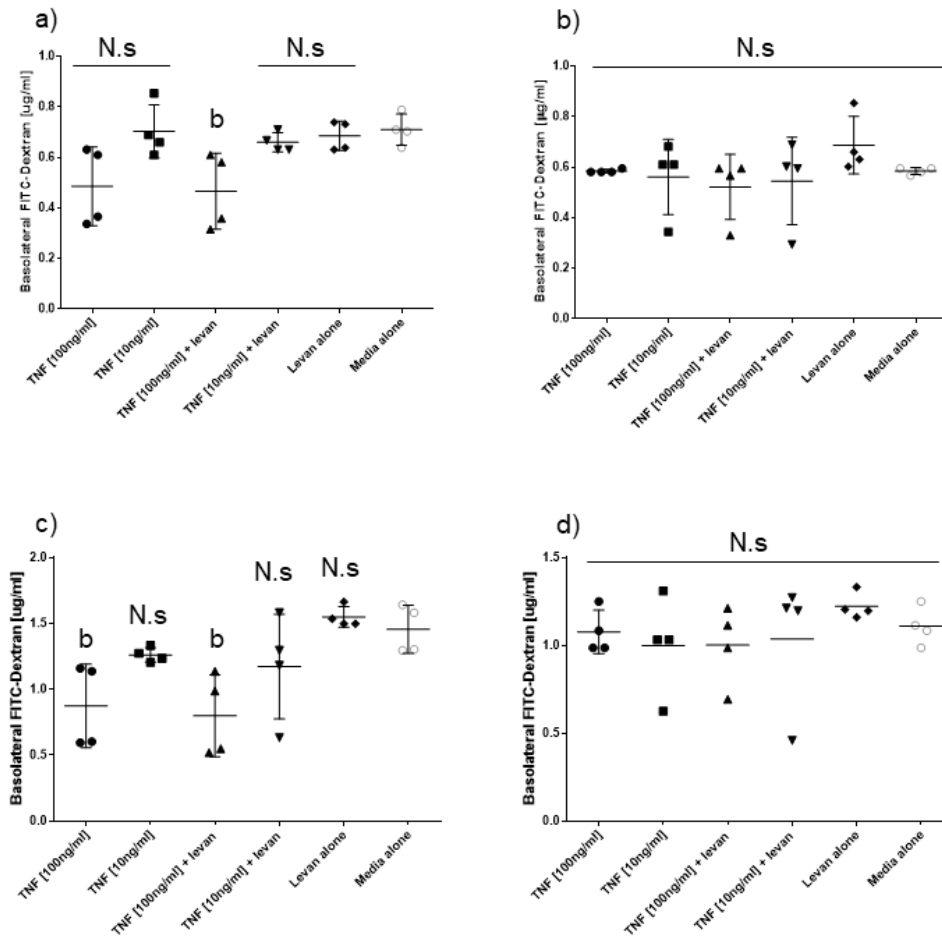 a)
N.s
N.s
b
Basolateral FITC-Dextran [ug/ml]
1.0
0.8
0.6
0.4
0.2
0.0
TNF [100ng/ml]
TNF [10ng/ml]
TNF [100ng/ml] + levan
TNF [10ng/ml] + levan
Levan alone
Media alone
b)
N.s
Basolateral FITC-Dextran [µg/ml]
1.0
0.8
0.6
0.4
0.2
0.0
TNF [100ng/ml]
TNF [10ng/ml]
TNF [100ng/ml] + levan
TNF [10ng/ml] + levan
Levan alone
Media alone
c)
b
N.s
b
N.s
N.s
Basolateral FITC-Dextran [ug/ml]
2.0
1.5
1.0
0.5
0.0
TNF [100ng/ml]
TNF [10ng/ml]
TNF [100ng/ml] + levan
TNF [10ng/ml] + levan
Levan alone
Media alone
d)
N.s
Basolateral FITC-Dextran [ug/ml]
1.5
1.0
0.5
0.0
TNF [100ng/ml]
TNF [10ng/ml]
TNF [100ng/ml] + levan
TNF [10ng/ml] + levan
Levan alone
Media alone